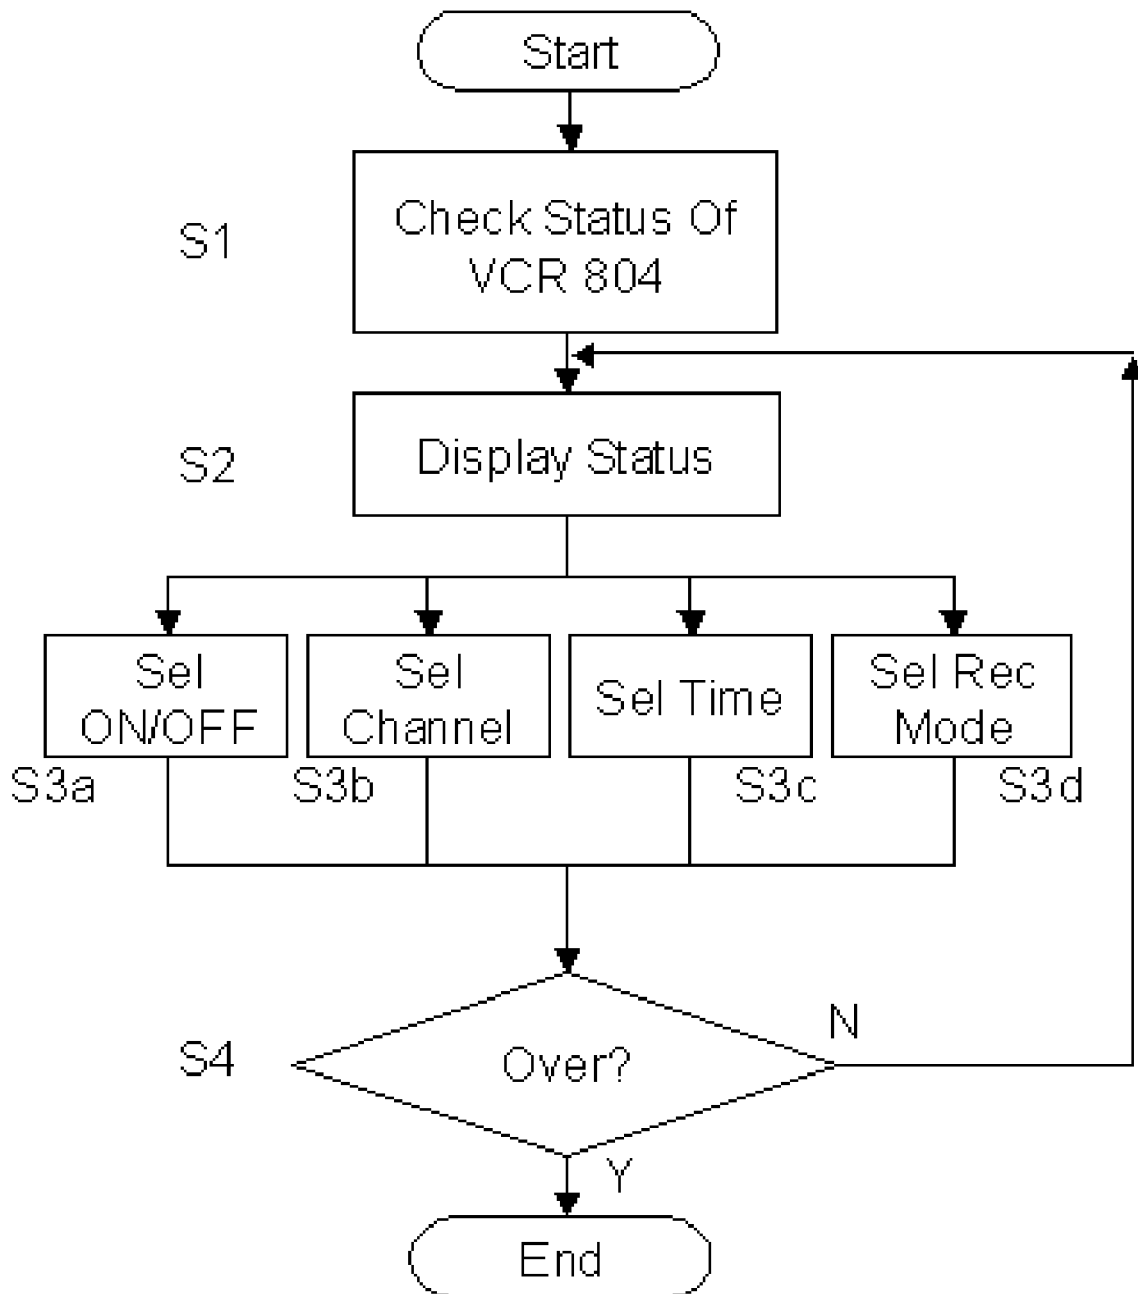 Start
S1
Check Status Of
VCR 804
S2
Display Status
Sel
ON/OFF
S3a
Sel
Channel
S3b
Sel Time
S3c
Sel Rec
Mode
S3d
S4
Over?
N
Y
End